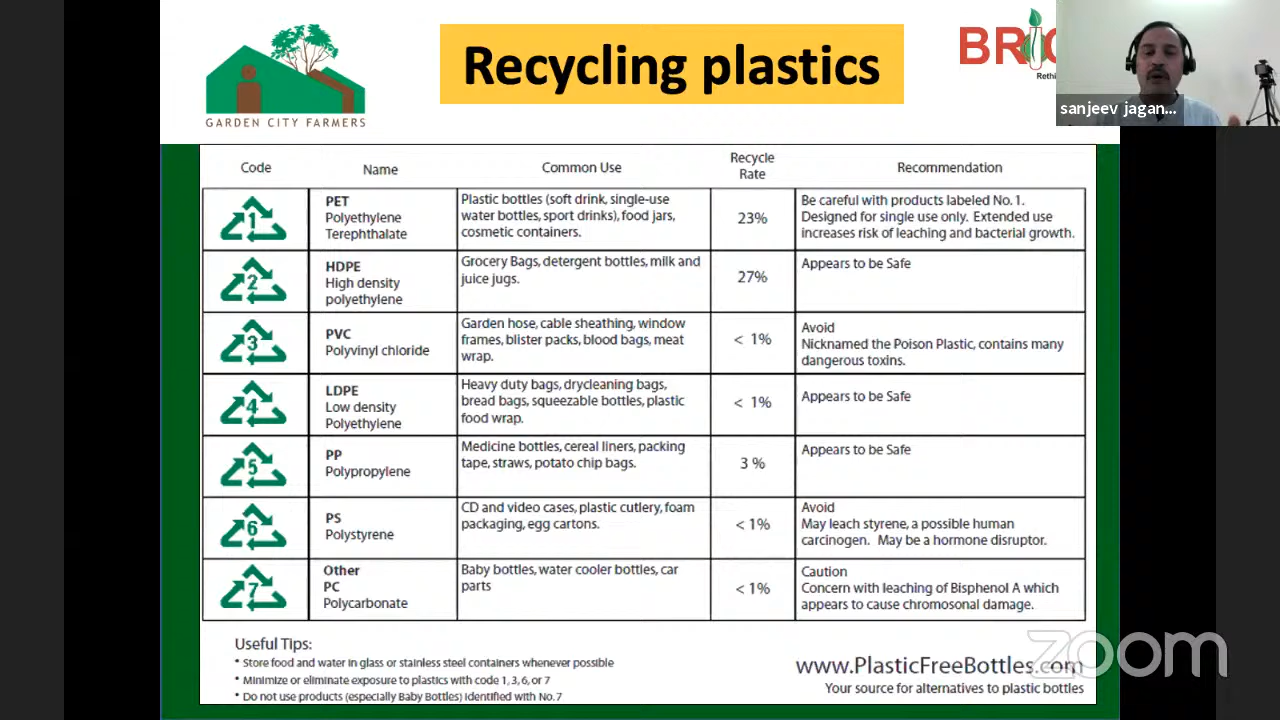 GARDEN CITY FARMERS
Recycling plastics
Rethi
sanjeev jagan...
Code Name Common Use Recycle Rate Recommendation
1
PET
Polyethylene
Terephthalate
Plastic bottles (soft drink, single-use
water bottles, sport drinks), food jars,
cosmetic containers.
23%
Be careful with products labeled No. 1.
Designed for single use only. Extended use
increases risk of leaching and bacterial growth.
2
HDPE
High density
polyethylene
Grocery Bags, detergent bottles, milk and
juice jugs.
27%
Appears to be Safe
3
PVC
Polyvinyl chloride
Garden hose, cable sheathing, window
frames, blister packs, blood bags, meat
wrap.
< 1%
Avoid
Nicknamed the Poison Plastic, contains many
dangerous toxins.
4
LDPE
Low density
Polyethylene
Heavy duty bags, drycleaning bags,
bread bags, squeezable bottles, plastic
food wrap.
< 1%
Appears to be Safe
5
PP
Polypropylene
Medicine bottles, cereal liners, packing
tape, straws, potato chip bags.
3 %
Appears to be Safe
6
PS
Polystyrene
CD and video cases, plastic cutlery, foam
packaging, egg cartons.
< 1%
Avoid
May leach styrene, a possible human
carcinogen. May be a hormone disruptor.
7
Other
PC
Polycarbonate
Baby bottles, water cooler bottles, car
parts
< 1%
Caution
Concern with leaching of Bisphenol A which
appears to cause chromosonal damage.
Useful Tips:
* Store food and water in glass or stainless steel containers whenever possible
* Minimize or eliminate exposure to plastics with code 1, 3, 6, or 7
* Do not use products (especially Baby Bottles) identified with No. 7
www.PlasticFreeBottles.com
Your source for alternatives to plastic bottles
zoom